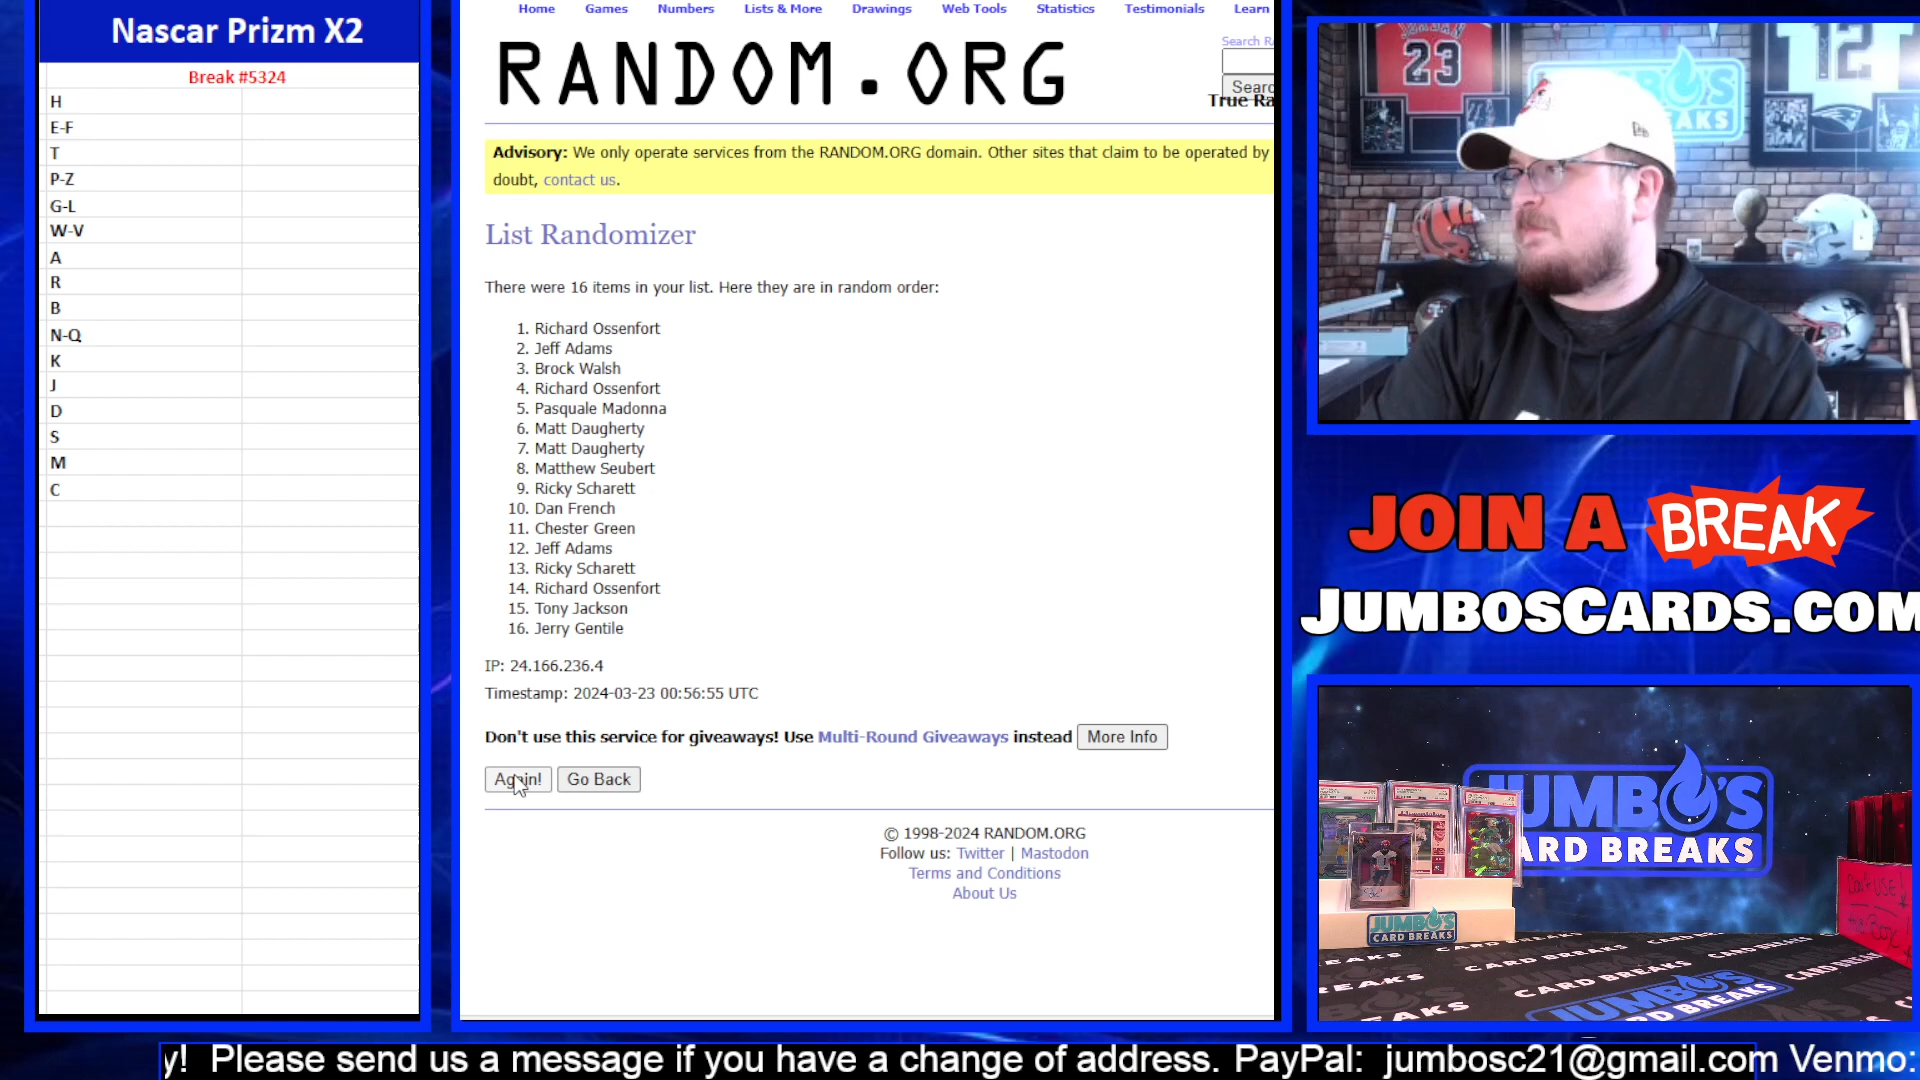 Nascar Prizm X2
Break #5324
H
E-F
T
P-Z
G-L
W-V
A
R
B
N-Q
K
J
D
S
M
C
Home Games Numbers Lists & More Drawings Web Tools Statistics Testimonials Learn
RANDOM.ORG
Search
True
Advisory: We only operate services from the RANDOM.ORG domain. Other sites that claim to be operated by
doubt, contact us.
List Randomizer
There were 16 items in your list. Here they are in random order:
1. Richard Ossenfort
2. Jeff Adams
3. Brock Walsh
4. Richard Ossenfort
5. Pasquale Madonna
6. Matt Daugherty
7. Matt Daugherty
8. Matthew Seubert
9. Ricky Scharett
10. Dan French
11. Chester Green
12. Jeff Adams
13. Ricky Scharett
14. Richard Ossenfort
15. Tony Jackson
16. Jerry Gentile
IP: 24.166.236.4
Timestamp: 2024-03-23 00:56:55 UTC
Don't use this service for giveaways! Use Multi-Round Giveaways instead More Info
Again! Go Back
© 1998-2024 RANDOM.ORG
Follow us: Twitter | Mastodon
Terms and Conditions
About Us
23
12
JOIN A BREAK
JUMBOSCARDS.COM
JUMBO'S
CARD BREAKS
JUMBO'S
CARD BREAKS
y! Please send us a message if you have a change of address. PayPal: jumbosc21@gmail.com Venmo: